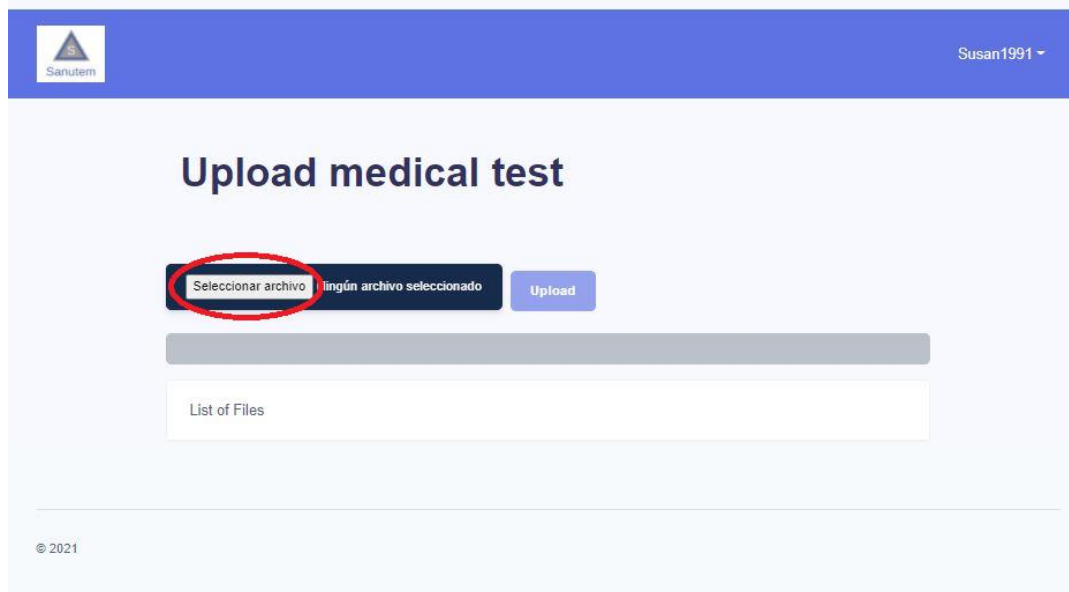 S
Sanutem
Susan1991
Upload medical test
Seleccionar archivo ingún archivo seleccionado
Upload
List of Files
© 2021